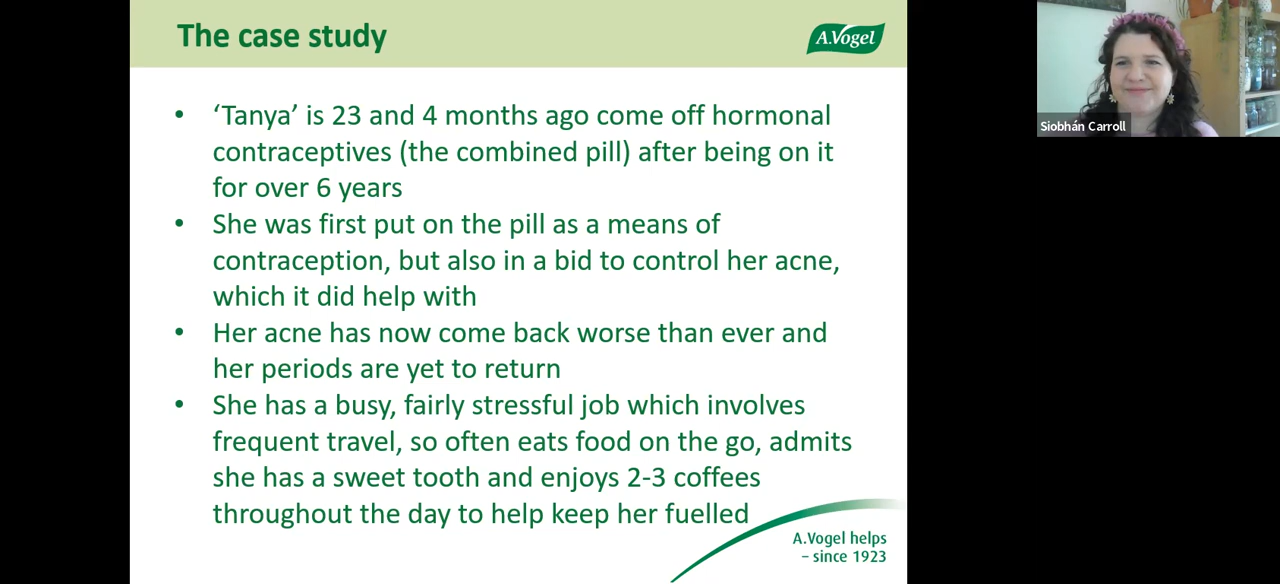 The case study
A.Vogel
Siobhán Carroll
• ‘Tanya’ is 23 and 4 months ago come off hormonal
contraceptives (the combined pill) after being on it
for over 6 years
• She was first put on the pill as a means of
contraception, but also in a bid to control her acne,
which it did help with
• Her acne has now come back worse than ever and
her periods are yet to return
• She has a busy, fairly stressful job which involves
frequent travel, so often eats food on the go, admits
she has a sweet tooth and enjoys 2-3 coffees
throughout the day to help keep her fuelled
A.Vogel helps
– since 1923